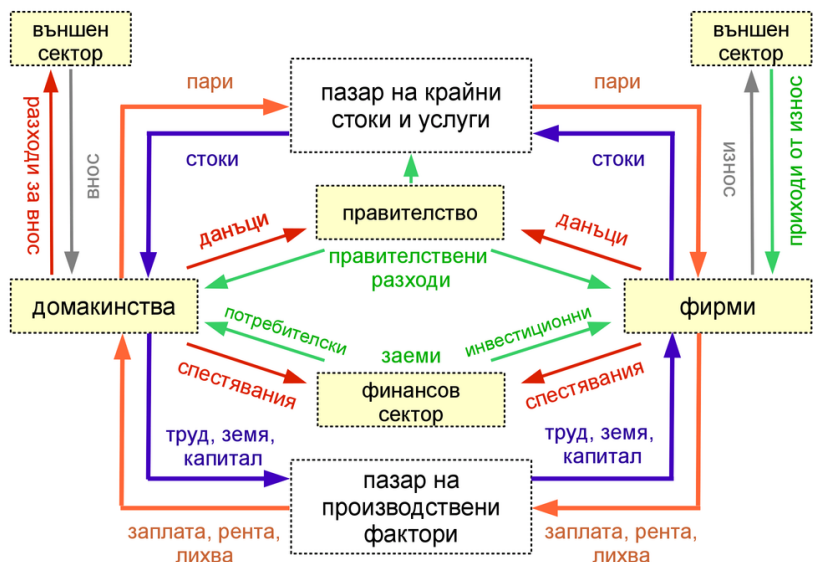 външен
сектор
външен
сектор
пари
пазар на крайни
стоки и услуги
пари
разходи за внос
внос
стоки
стоки
износ
приходи от износ
правителство
данъци
данъци
правителствени
разходи
домакинства
фирми
потребителски
заеми
инвестиционни
спестявания
финансов
сектор
спестявания
труд, земя,
капитал
труд, земя,
капитал
пазар на
производствени
фактори
заплата, рента,
лихва
заплата, рента,
лихва